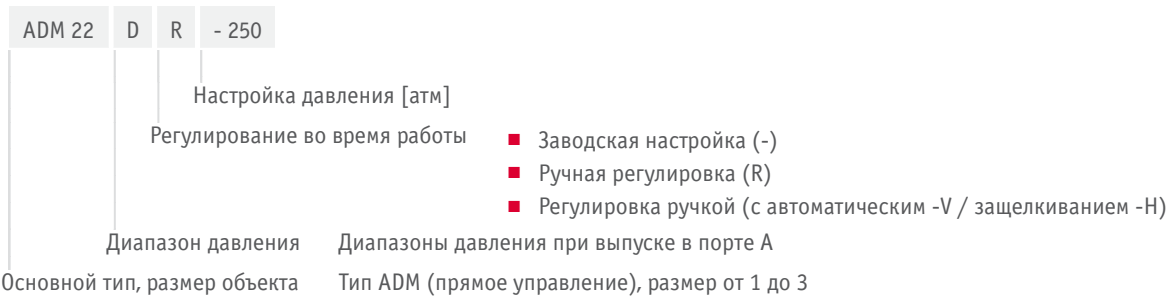 ADM 22 D R - 250
Настройка давления [атм]
Регулирование во время работы
Заводская настройка (-)
Ручная регулировка (R)
Регулировка ручкой (с автоматическим -V / защелкиванием -H)
Диапазон давления Диапазоны давления при выпуске в порте A
Основной тип, размер объекта Тип ADM (прямое управление), размер от 1 до 3